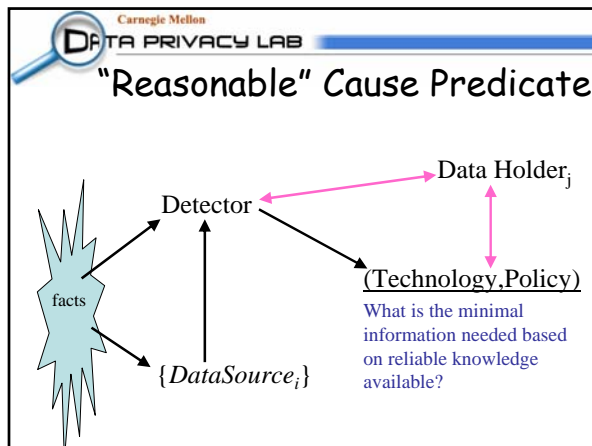 Carnegie Mellon
DATA PRIVACY LAB
“Reasonable” Cause Predicate
Data Holderj
Detector
facts
(Technology,Policy)
What is the minimal
information needed based
on reliable knowledge
available?
{DataSourcei}